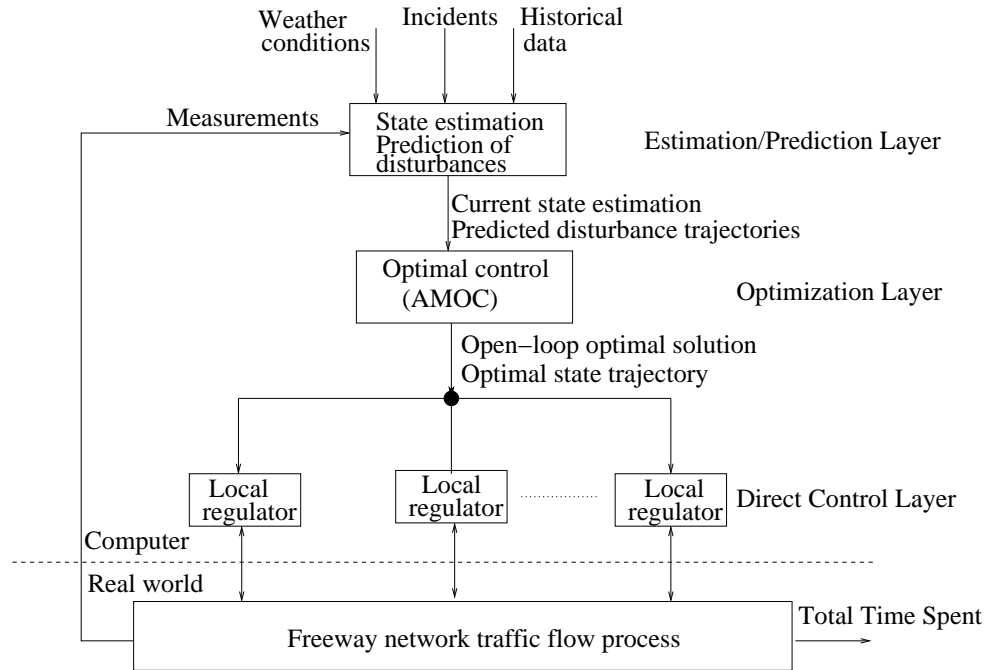 Weather
conditions
Incidents
Historical
data
Measurements
State estimation
Prediction of
disturbances
Estimation/Prediction Layer
Current state estimation
Predicted disturbance trajectories
Optimal control
(AMOC)
Optimization Layer
Open−loop optimal solution
Optimal state trajectory
Local
regulator
Local
regulator
Local
regulator
Direct Control Layer
Computer
Real world
Freeway network traffic flow process
Total Time Spent